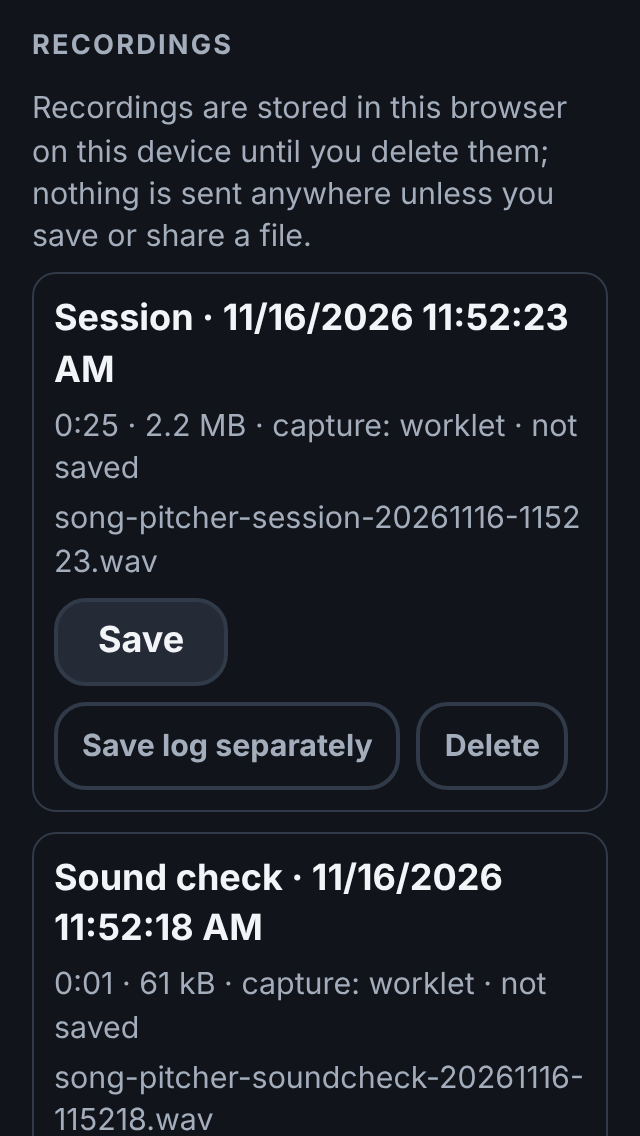 RECORDINGS
Recordings are stored in this browser
on this device until you delete them;
nothing is sent anywhere unless you
save or share a file.
Session · 11/16/2026 11:52:23
AM
0:25 · 2.2 MB · capture: worklet · not
saved
song-pitcher-session-20261116-1152
23.wav
Save
Save log separately
Delete
Sound check · 11/16/2026
11:52:18 AM
0:01 · 61 kB · capture: worklet · not
saved
song-pitcher-soundcheck-20261116-
115218.wav